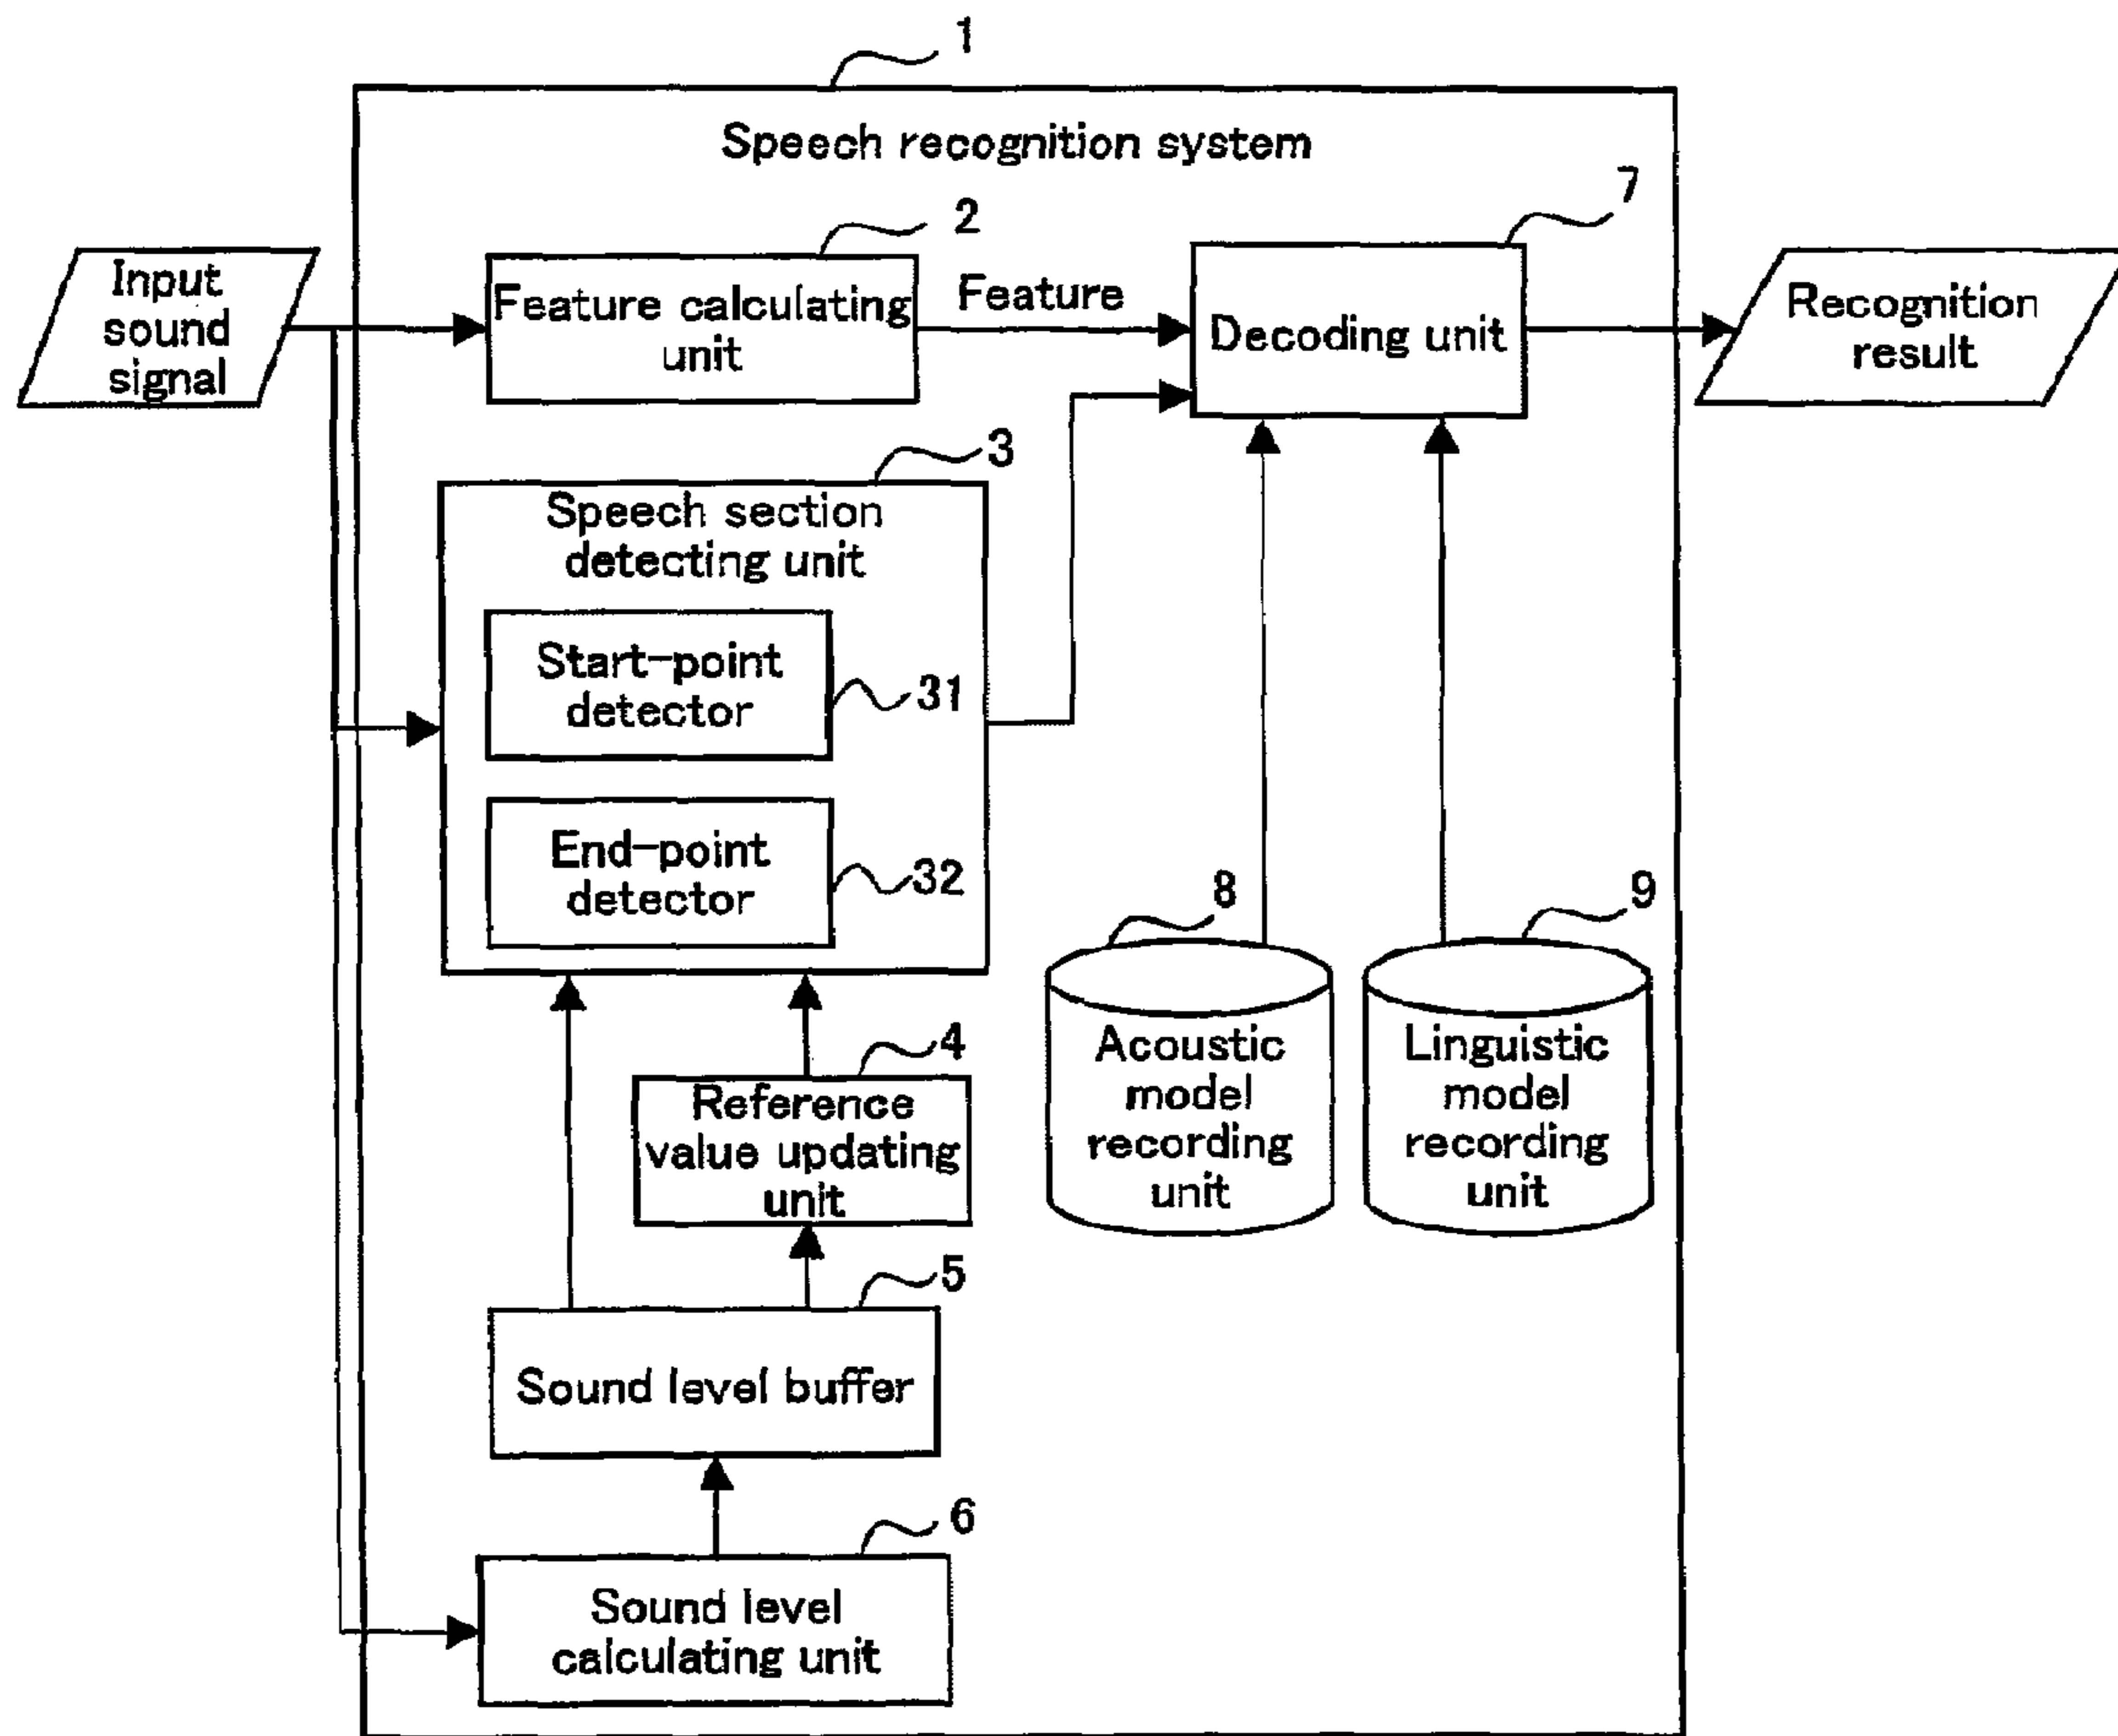 1
Speech recognition system
2
7
Input
sound
signal
Feature calculating
unit
Feature
Decoding unit
Recognition
result
3
Speech section
detecting unit
Start-point
detector
31
End-point
detector
32
8
9
Acoustic
model
recording
unit
Linguistic
model
recording
unit
4
Reference
value updating
unit
5
Sound level buffer
6
Sound level
calculating unit